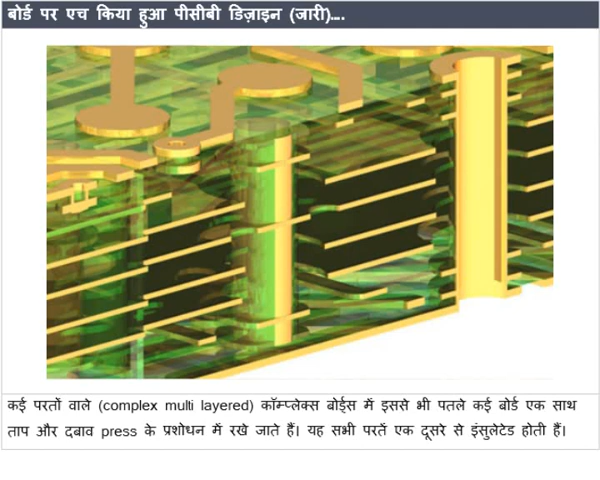 बोर्ड पर एच किया हुआ पीसीबी डिज़ाइन (जारी)....
कई परतों वाले (complex multi layered) कॉम्प्लेक्स बोर्ड्स में इससे भी पतले कई बोर्ड एक साथ
ताप और दबाव press के प्रशोधन में रखे जाते हैं। यह सभी परतें एक दूसरे से इंसुलेटेड होती हैं।